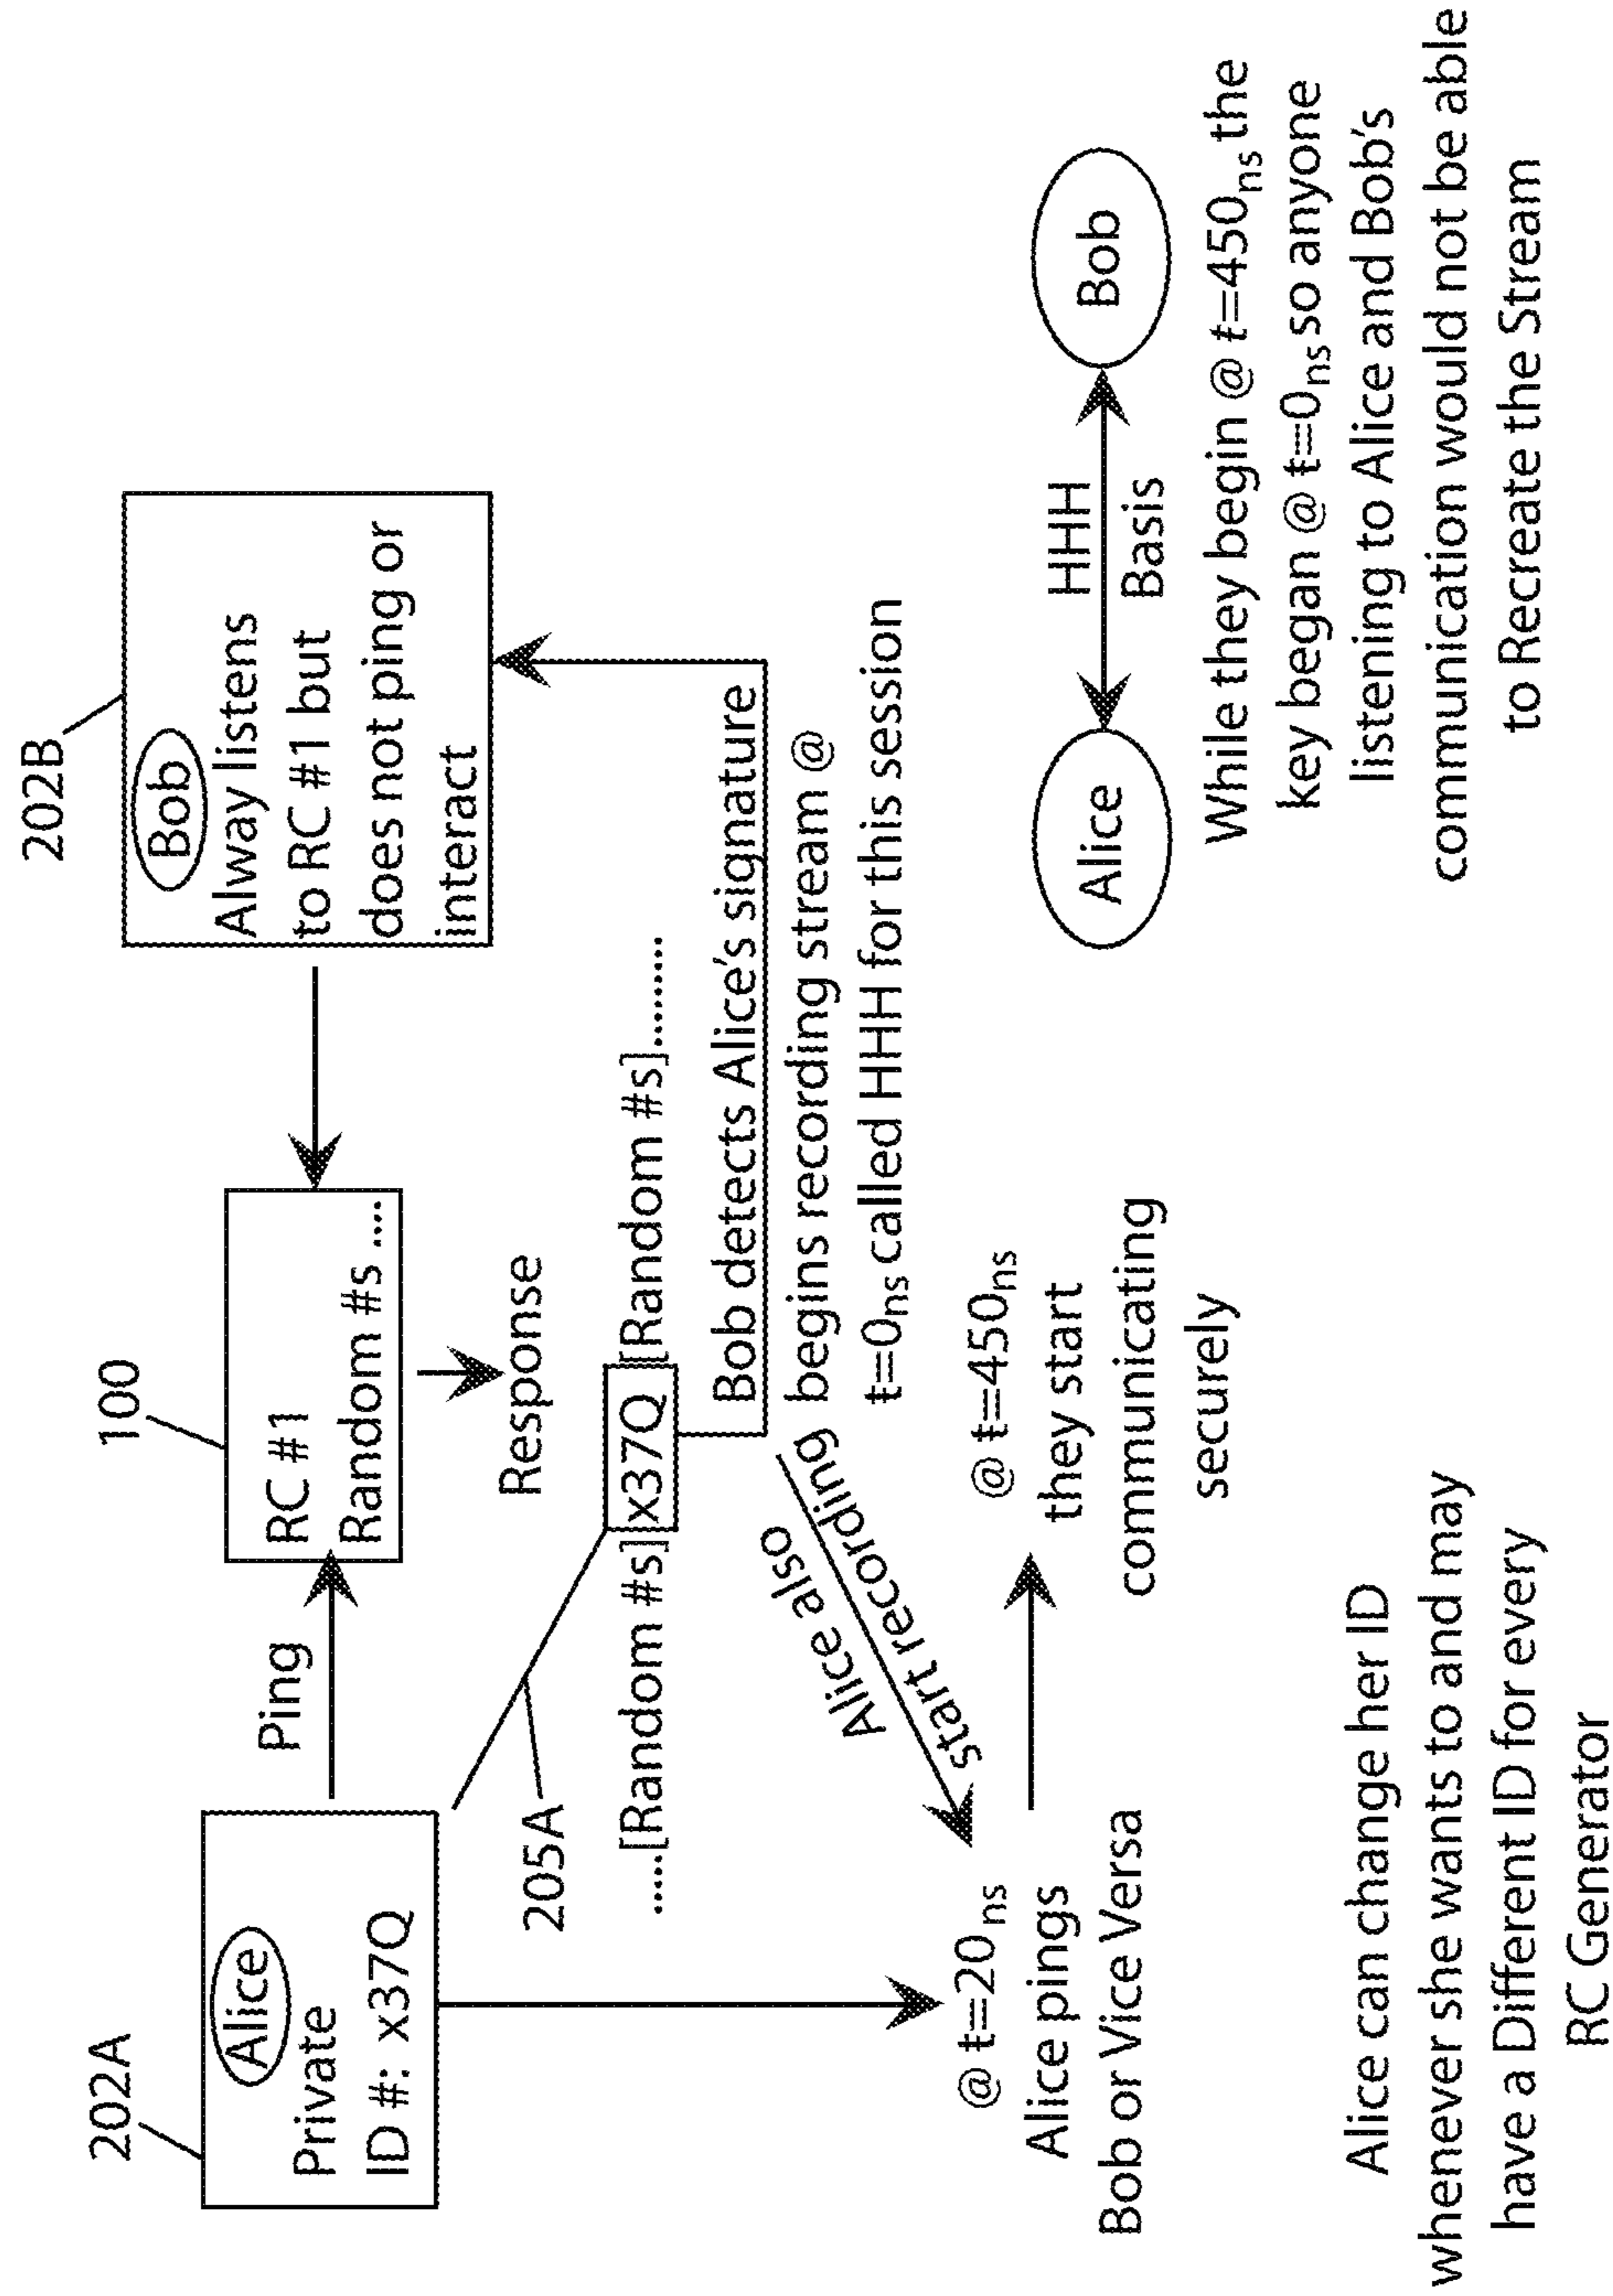 202A
Alice
Private
ID #: x37Q
Ping
100
RC #1
Random #s ....
Response
202B
Bob
Alway listens
to RC #1 but
does not ping or
interact
205A
......[Random #s][x37Q][Random #s]..........
Bob detects Alice's signature
begins recording stream @
t=0ns called HHH for this session
Alice also
start recording
@ t=20ns
Alice pings
Bob or Vice Versa
@ t=450ns
they start
communicating
securely
Alice
HHH
Basis
Bob
While they begin @ t=450ns the
key began @ t=0ns so anyone
listening to Alice and Bob's
communication would not be able
to Recreate the Stream
Alice can change her ID
whenever she wants to and may
have a Different ID for every
RC Generator